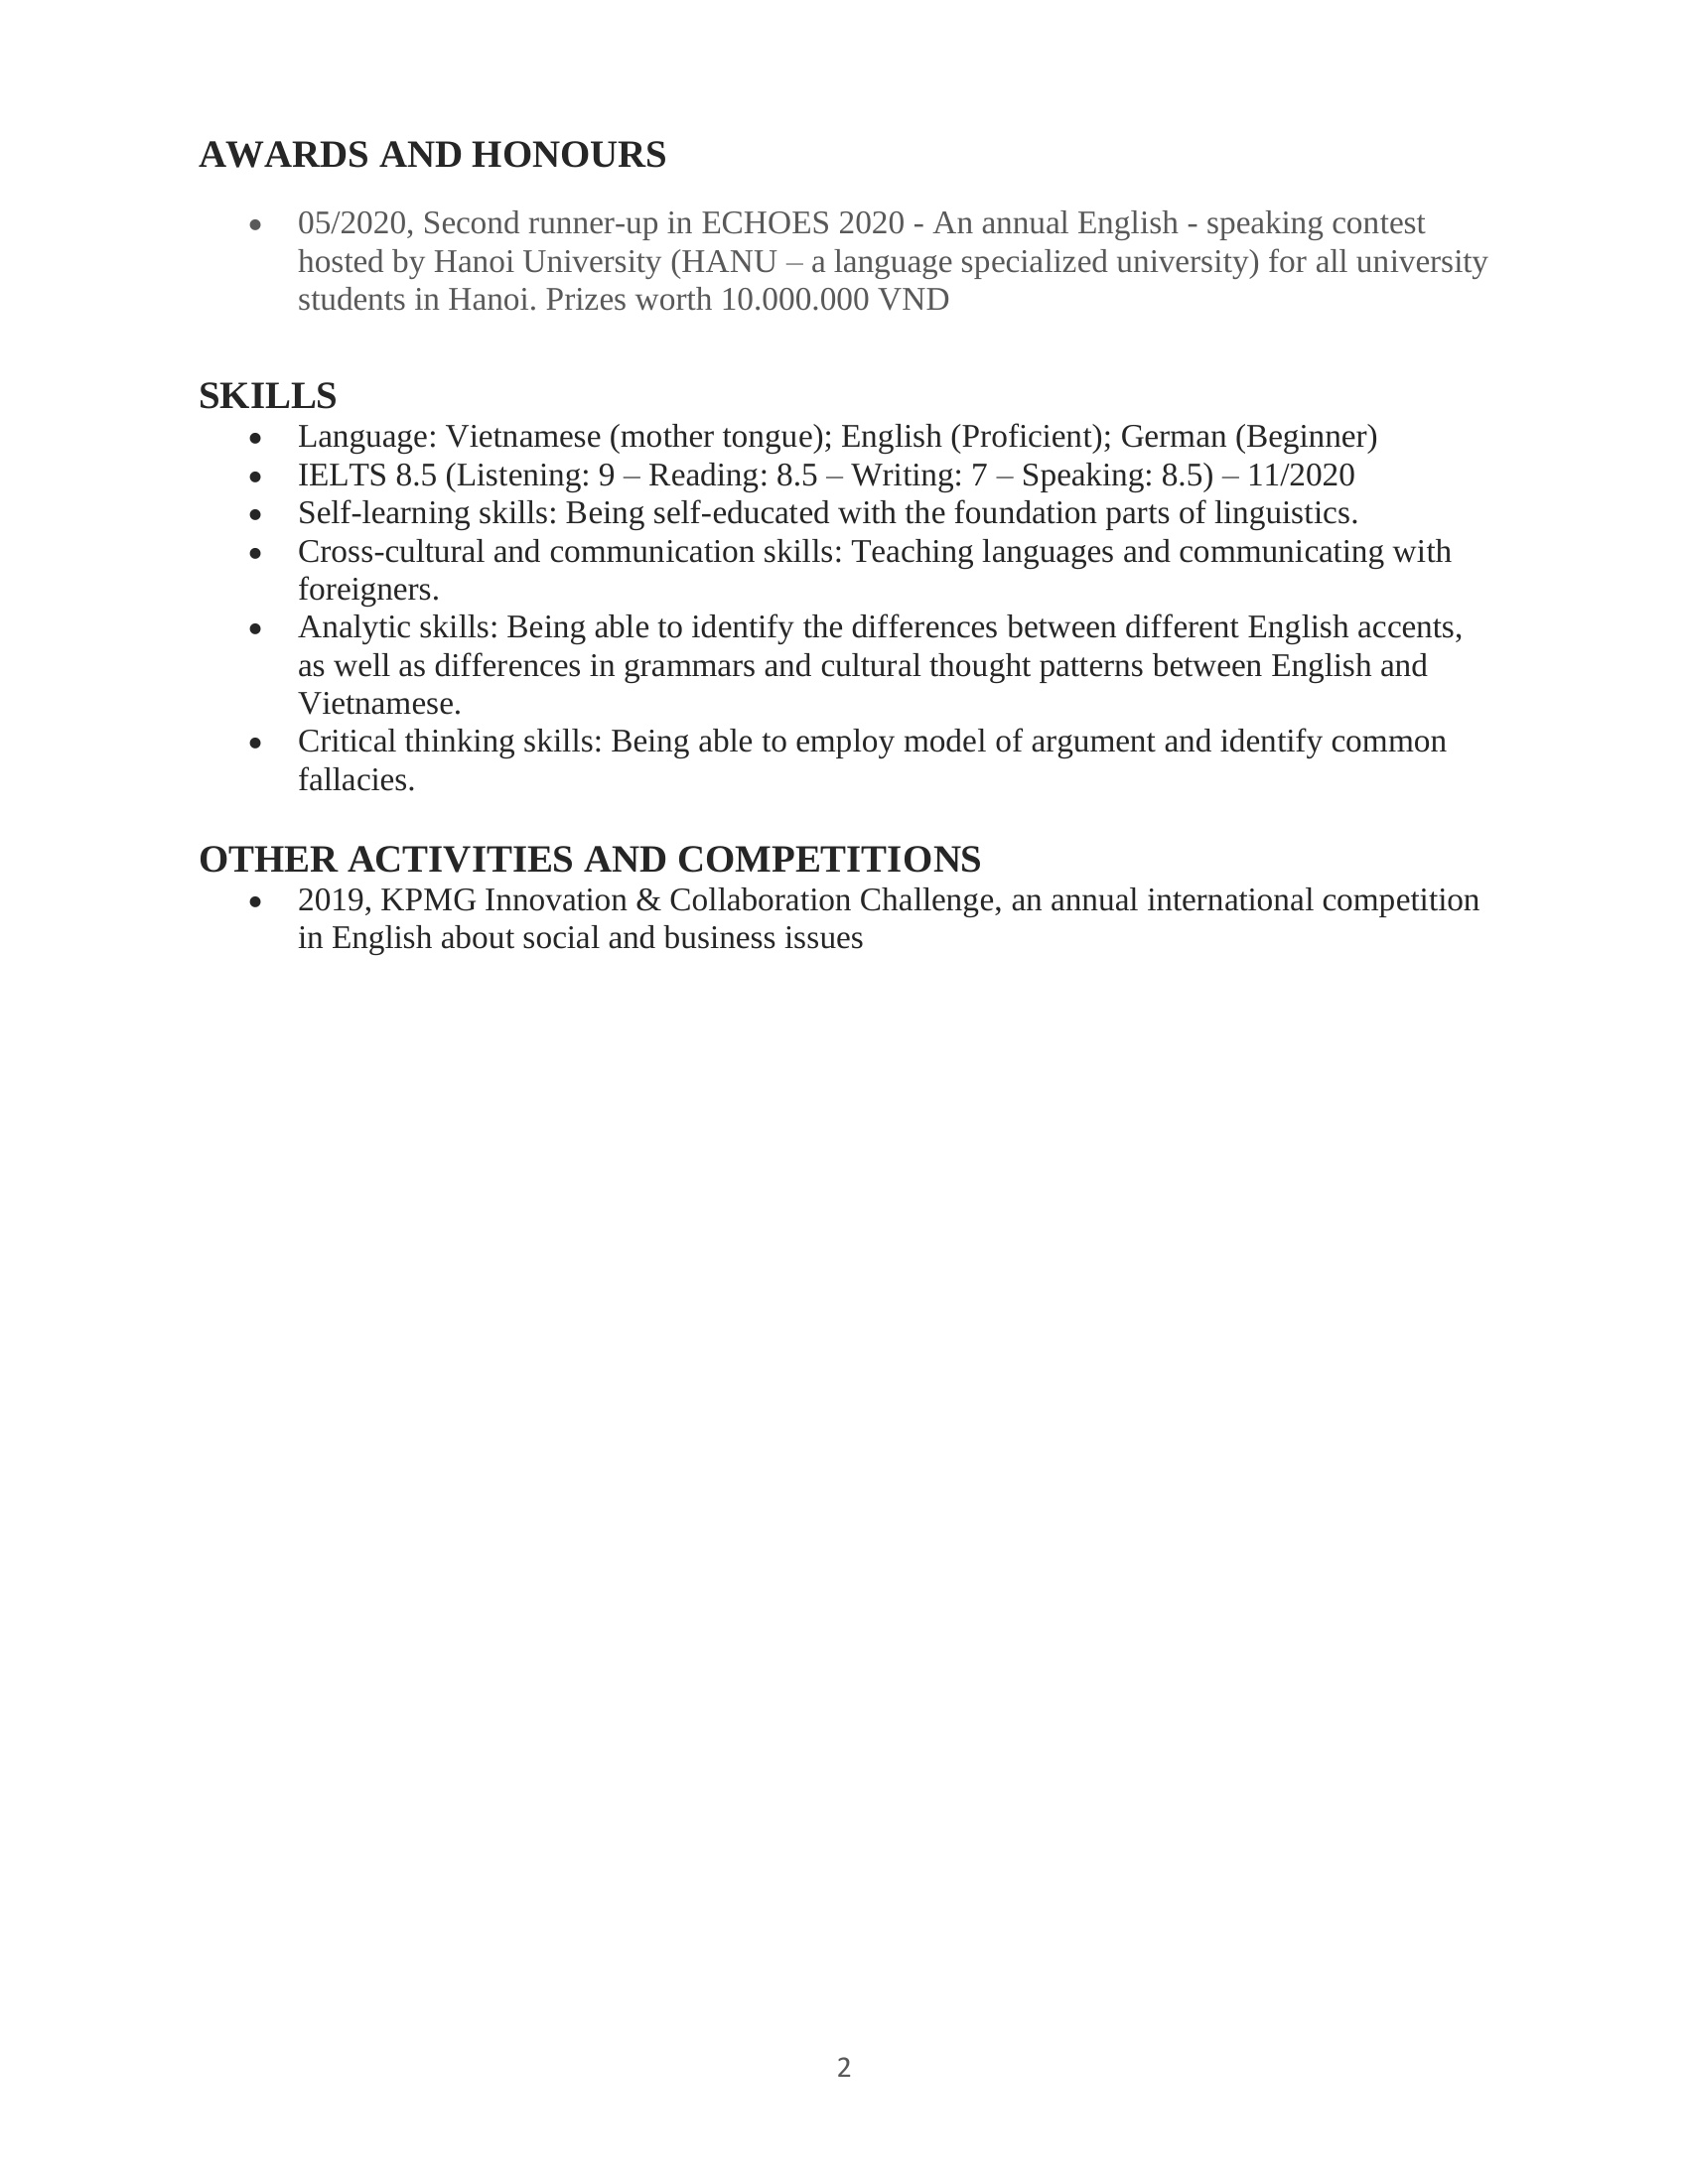 AWARDS AND HONOURS
• 05/2020, Second runner-up in ECHOES 2020 - An annual English - speaking contest
hosted by Hanoi University (HANU – a language specialized university) for all university
students in Hanoi. Prizes worth 10.000.000 VND
SKILLS
• Language: Vietnamese (mother tongue); English (Proficient); German (Beginner)
• IELTS 8.5 (Listening: 9 – Reading: 8.5 – Writing: 7 – Speaking: 8.5) – 11/2020
• Self-learning skills: Being self-educated with the foundation parts of linguistics.
• Cross-cultural and communication skills: Teaching languages and communicating with
foreigners.
• Analytic skills: Being able to identify the differences between different English accents,
as well as differences in grammars and cultural thought patterns between English and
Vietnamese.
• Critical thinking skills: Being able to employ model of argument and identify common
fallacies.
OTHER ACTIVITIES AND COMPETITIONS
• 2019, KPMG Innovation & Collaboration Challenge, an annual international competition
in English about social and business issues
2